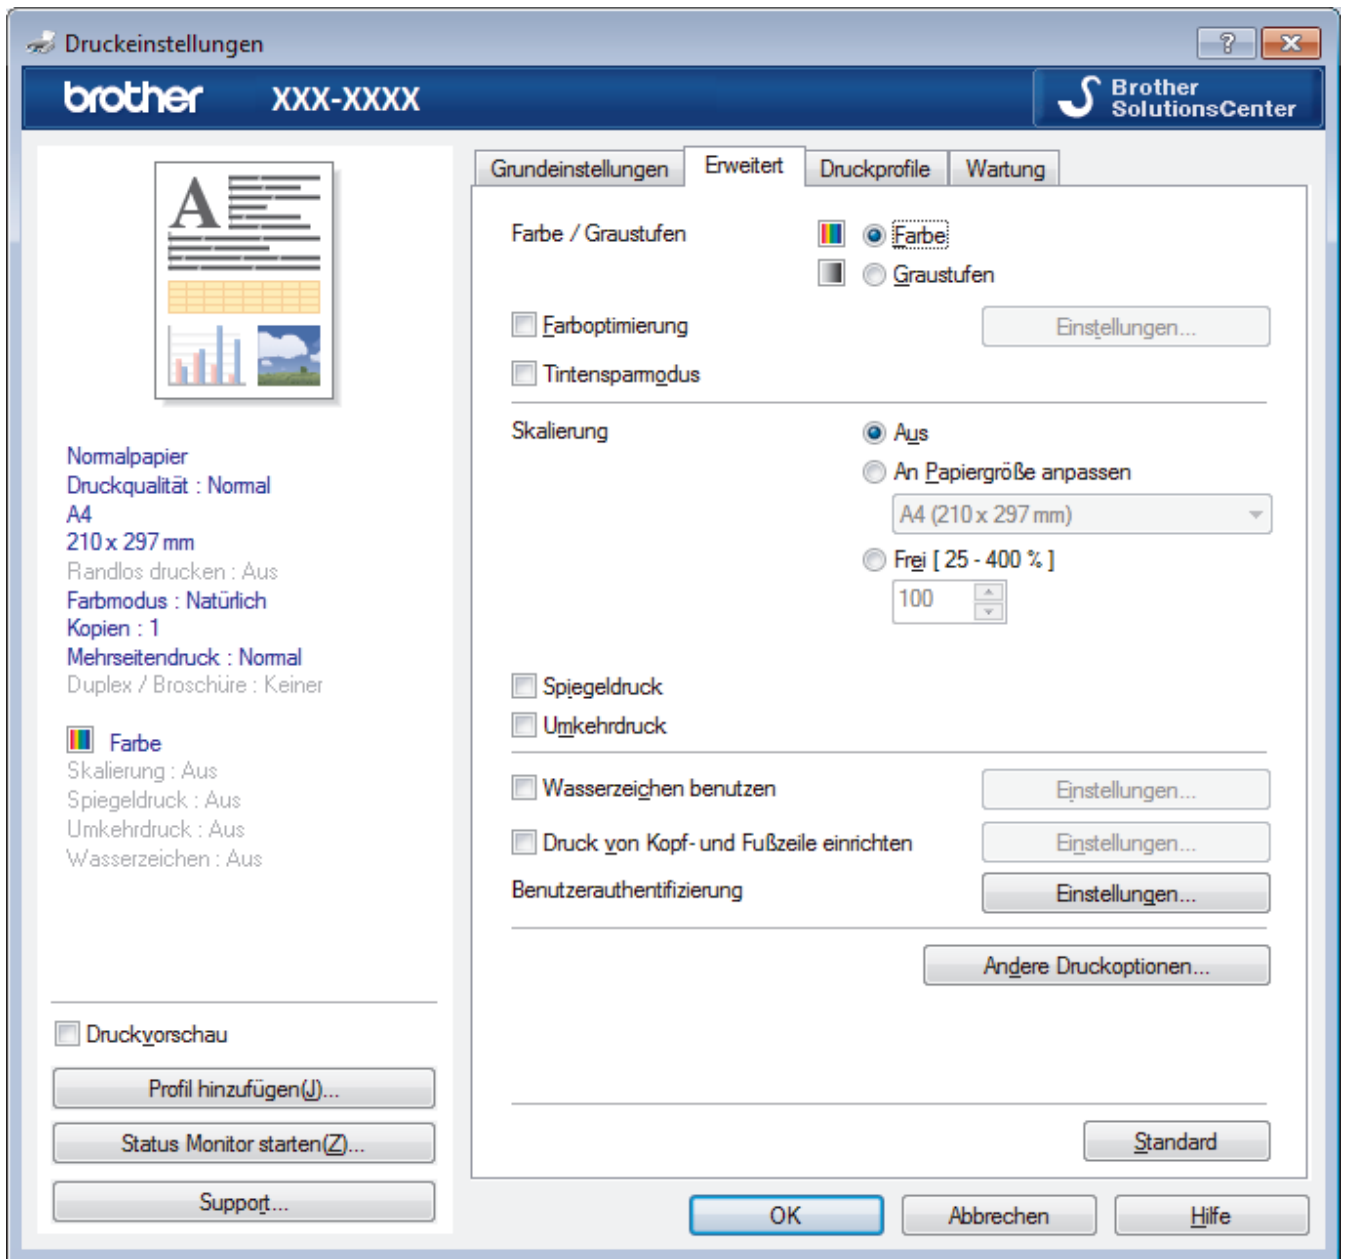 Druckeinstellungen
brother XXX-XXXX
Brother
SolutionsCenter
A
Normalpapier
Druckqualität : Normal
A4
210 x 297 mm
Randlos drucken : Aus
Farbmodus : Natürlich
Kopien : 1
Mehrseitendruck : Normal
Duplex / Broschüre : Keiner
Farbe
Skalierung : Aus
Spiegeldruck : Aus
Umkehrdruck : Aus
Wasserzeichen : Aus
Druckvorschau
Profil hinzufügen(J)...
Status Monitor starten(Z)...
Support...
Grundeinstellungen Erweitert Druckprofile Wartung
Farbe / Graustufen Farbe
Graustufen
Farboptimierung Einstellungen...
Tintensparmodus
Skalierung Aus
An Papiergröße anpassen
A4 (210 x 297 mm)
Frei [ 25 - 400 % ]
100
Spiegeldruck
Umkehrdruck
Wasserzeichen benutzen Einstellungen...
Druck von Kopf- und Fußzeile einrichten Einstellungen...
Benutzerauthentifizierung Einstellungen...
Andere Druckoptionen...
Standard
OK Abbrechen Hilfe